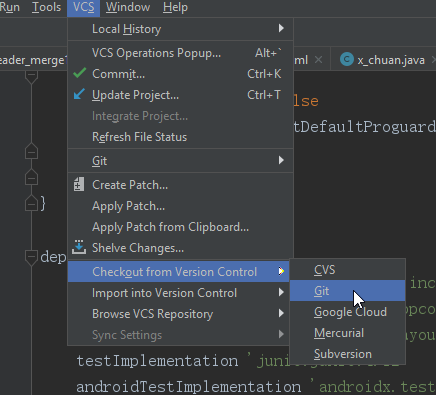 Run Tools VCS Window Help
Local History
eader_merge ml x_chuan.java
VCS Operations Popup... Alt+`
Commit... Ctrl+K
alse
Update Project... Ctrl+T
tDefaultProguard
Integrate Project...
Refresh File Status
Git
Create Patch...
}
Apply Patch...
Apply Patch from Clipboard...
Shelve Changes...
dep
Checkout from Version Control
CVS
Import into Version Control
Git
inc
Browse VCS Repository
Google Cloud
opco
Sync Settings
Mercurial
you
Subversion
testImplementation 'junit
androidTestImplementation 'androidx.test